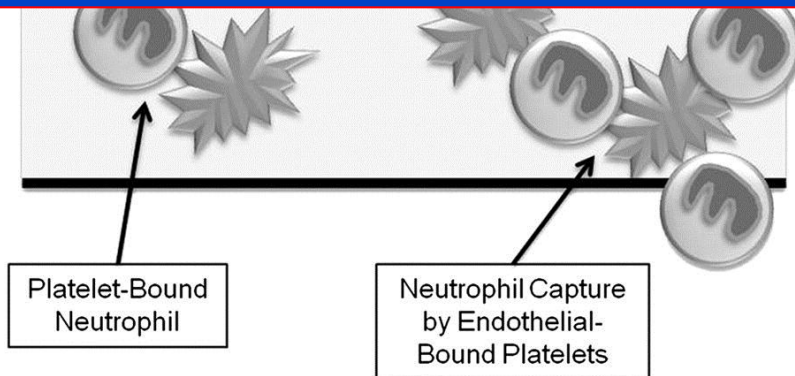 Platelet-Bound
Neutrophil
Neutrophil Capture
by Endothelial-
Bound Platelets